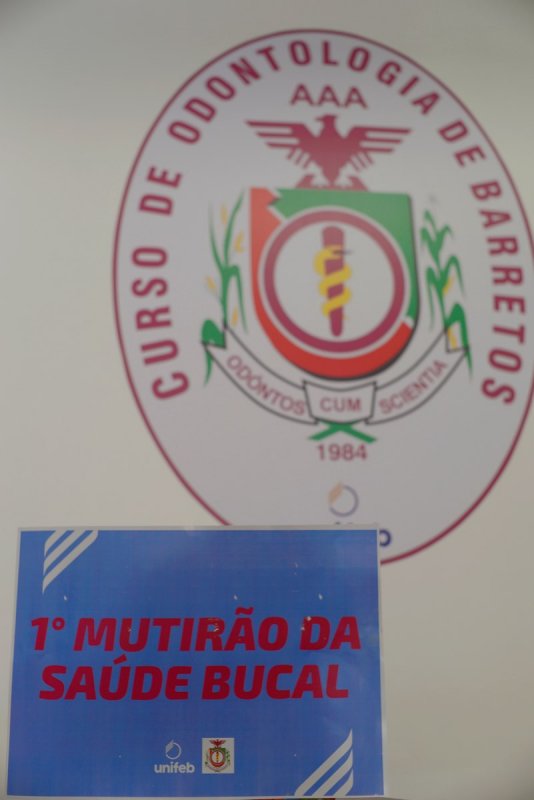 CURSO DE ODONTOLOGIA DE BARRETOS
AAA
ODÓNTOS CUM SCIENTIA
1984
1° MUTIRÃO DA
SAÚDE BUCAL
unifeb